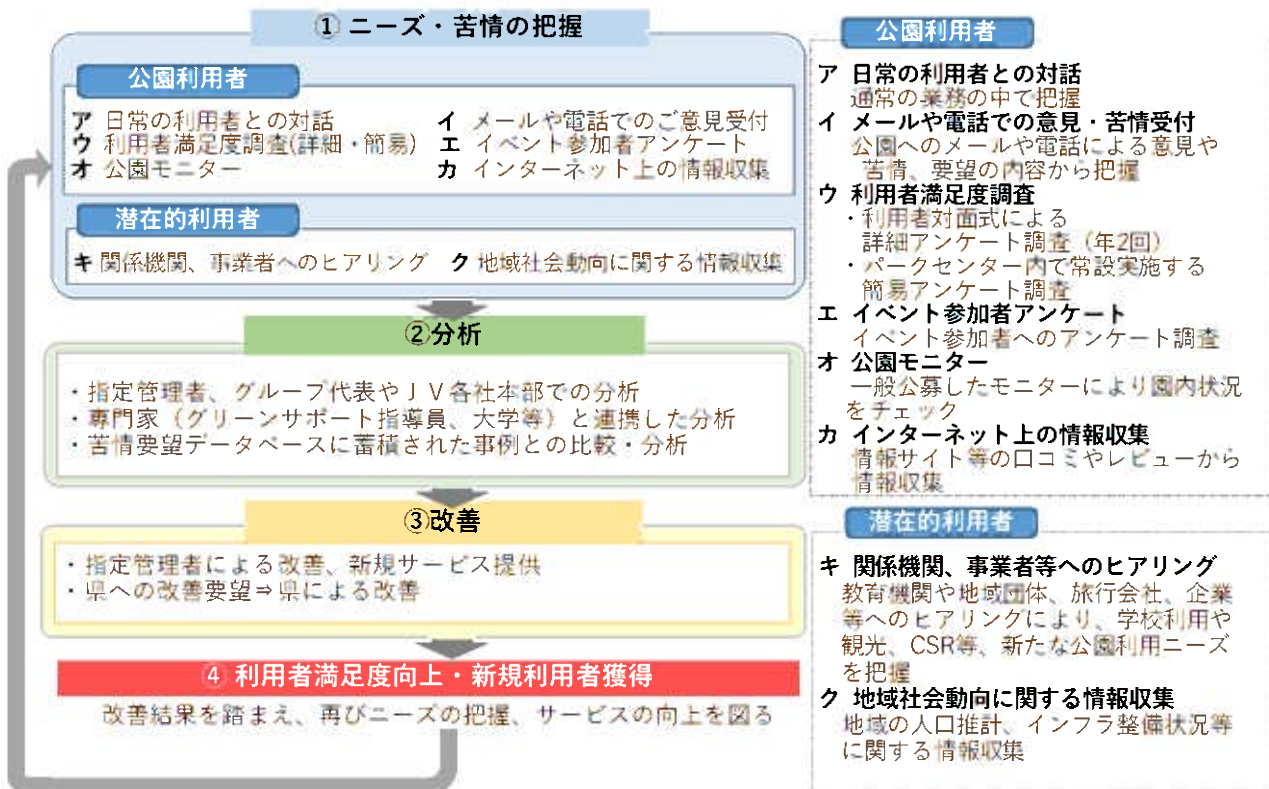 ① ニーズ・苦情の把握
公園利用者
ア 日常の利用者との対話
イ メールや電話でのご意見受付
ウ 利用者満足度調査(詳細・簡易)
エ イベント参加者アンケート
オ 公園モニター
カ インターネット上の情報収集
潜在的利用者
キ 関係機関、事業者へのヒアリング
ク 地域社会動向に関する情報収集
②分析
・指定管理者、グループ代表やJV各社本部での分析
・専門家（グリーンサポート指導員、大学等）と連携した分析
・苦情要望データベースに蓄積された事例との比較・分析
③改善
・指定管理者による改善、新規サービス提供
・県への改善要望⇒県による改善
④ 利用者満足度向上・新規利用者獲得
改善結果を踏まえ、再びニーズの把握、サービスの向上を図る
公園利用者
ア 日常の利用者との対話
通常の業務の中で把握
イ メールや電話での意見・苦情受付
公園へのメールや電話による意見や
苦情、要望の内容から把握
ウ 利用者満足度調査
・利用者対面式による
詳細アンケート調査（年2回）
・パークセンター内で常設実施する
簡易アンケート調査
エ イベント参加者アンケート
イベント参加者へのアンケート調査
オ 公園モニター
一般公募したモニターにより園内状況
をチェック
カ インターネット上の情報収集
情報サイト等の口コミやレビューから
情報収集
潜在的利用者
キ 関係機関、事業者等へのヒアリング
教育機関や地域団体、旅行会社、企業
等へのヒアリングにより、学校利用や
観光、CSR等、新たな公園利用ニーズ
を把握
ク 地域社会動向に関する情報収集
地域の人口推計、インフラ整備状況等
に関する情報収集